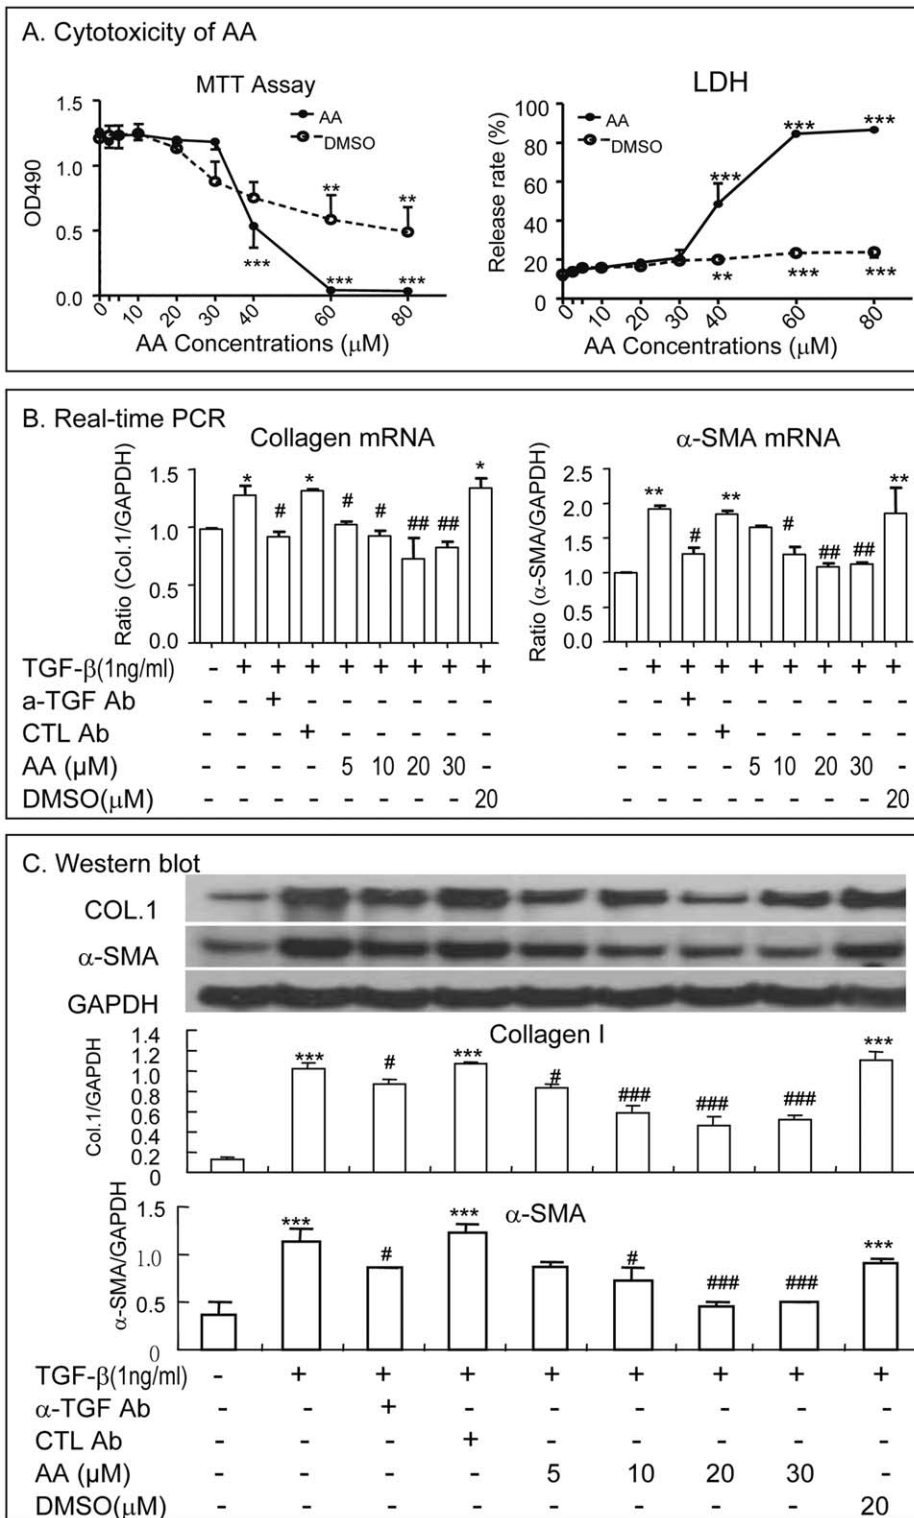 A. Cytotoxicity of AA
MTT Assay
OD490
1.5
1.0
0.5
0.0
AA
DMSO
** **
*** *** ***
0 10 20 30 40 60 80
AA Concentrations (μM)
LDH
Release rate (%)
100
80
60
40
20
0
AA
DMSO
*** *** ***
** *** ***
0 10 20 30 40 60 80
AA Concentrations (μM)
B. Real-time PCR
Collagen mRNA
Ratio (Col.1/GAPDH)
1.5
1.0
0.5
0.0
* # * # # ## ## *
α-SMA mRNA
Ratio (α-SMA/GAPDH)
2.5
2.0
1.5
1.0
0.5
0.0
** # ** # ## ## **
TGF-β(1ng/ml) - + + + + + + + + - + + + + + + + +
a-TGF Ab - - + - - - - - - - - + - - - - - -
CTL Ab - - - + - - - - - - - - + - - - - -
AA (μM) - - - - 5 10 20 30 - - - - - 5 10 20 30 -
DMSO(μM) - - - - - - - - 20 - - - - - - - - 20
C. Western blot
COL.1
α-SMA
GAPDH
Collagen I
Col.1/GAPDH
1.4
1.2
1.0
0.8
0.6
0.4
0.2
0
*** # *** # ### ### ### ***
α-SMA
α-SMA/GAPDH
1.5
1.0
0.5
0
*** # *** # ### ### ***
TGF-β(1ng/ml) - + + + + + + + +
α-TGF Ab - - + - - - - - -
CTL Ab - - - + - - - - -
AA (μM) - - - - 5 10 20 30 -
DMSO(μM) - - - - - - - - 20